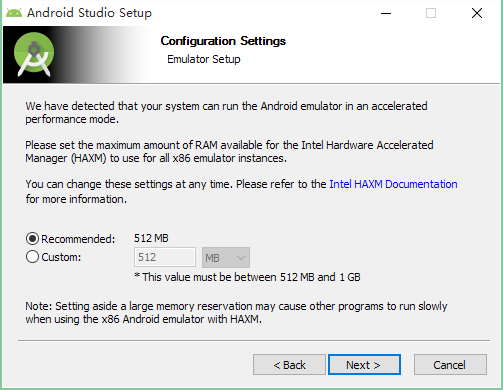 Android Studio Setup
Configuration Settings
Emulator Setup
We have detected that your system can run the Android emulator in an accelerated
performance mode.
Please set the maximum amount of RAM available for the Intel Hardware Accelerated
Manager (HAXM) to use for all x86 emulator instances.
You can change these settings at any time. Please refer to the Intel HAXM Documentation
for more information.
Recommended: 512 MB
Custom: 512 MB
* This value must be between 512 MB and 1 GB
Note: Setting aside a large memory reservation may cause other programs to run slowly
when using the x86 Android emulator with HAXM.
< Back Next > Cancel